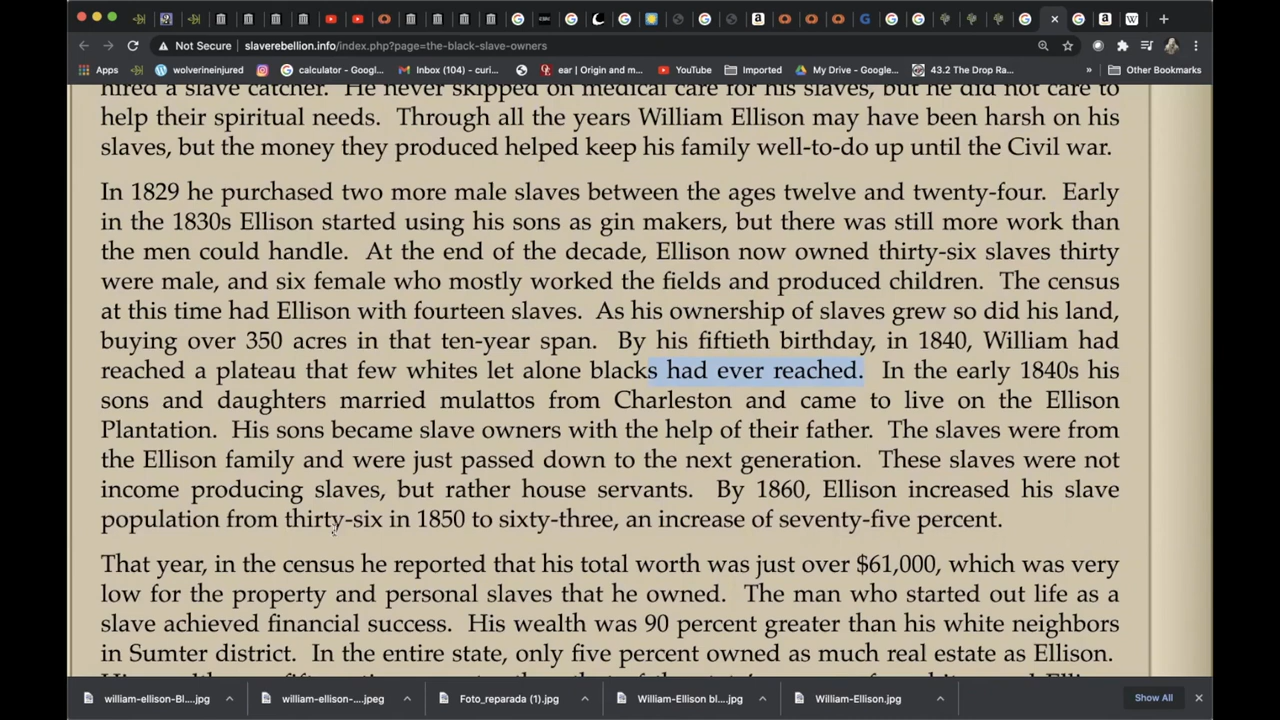 Not Secure | slaverebellion.info/index.php?page=the-black-slave-owners
Apps wolverineinjured calculator - Googl... Inbox (104) - curi... ear | Origin and m... YouTube Imported My Drive - Google... 43.2 The Drop Ra... » Other Bookmarks
hired a slave catcher. He never skipped on medical care for his slaves, but he did not care to
help their spiritual needs. Through all the years William Ellison may have been harsh on his
slaves, but the money they produced helped keep his family well-to-do up until the Civil war.
In 1829 he purchased two more male slaves between the ages twelve and twenty-four. Early
in the 1830s Ellison started using his sons as gin makers, but there was still more work than
the men could handle. At the end of the decade, Ellison now owned thirty-six slaves thirty
were male, and six female who mostly worked the fields and produced children. The census
at this time had Ellison with fourteen slaves. As his ownership of slaves grew so did his land,
buying over 350 acres in that ten-year span. By his fiftieth birthday, in 1840, William had
reached a plateau that few whites let alone blacks had ever reached. In the early 1840s his
sons and daughters married mulattos from Charleston and came to live on the Ellison
Plantation. His sons became slave owners with the help of their father. The slaves were from
the Ellison family and were just passed down to the next generation. These slaves were not
income producing slaves, but rather house servants. By 1860, Ellison increased his slave
population from thirty-six in 1850 to sixty-three, an increase of seventy-five percent.
That year, in the census he reported that his total worth was just over $61,000, which was very
low for the property and personal slaves that he owned. The man who started out life as a
slave achieved financial success. His wealth was 90 percent greater than his white neighbors
in Sumter district. In the entire state, only five percent owned as much real estate as Ellison.
william-ellison-Bl....jpg william-ellison-....jpeg Foto_reparada (1).jpg William-Ellison bl....jpg William-Ellison.jpg Show All